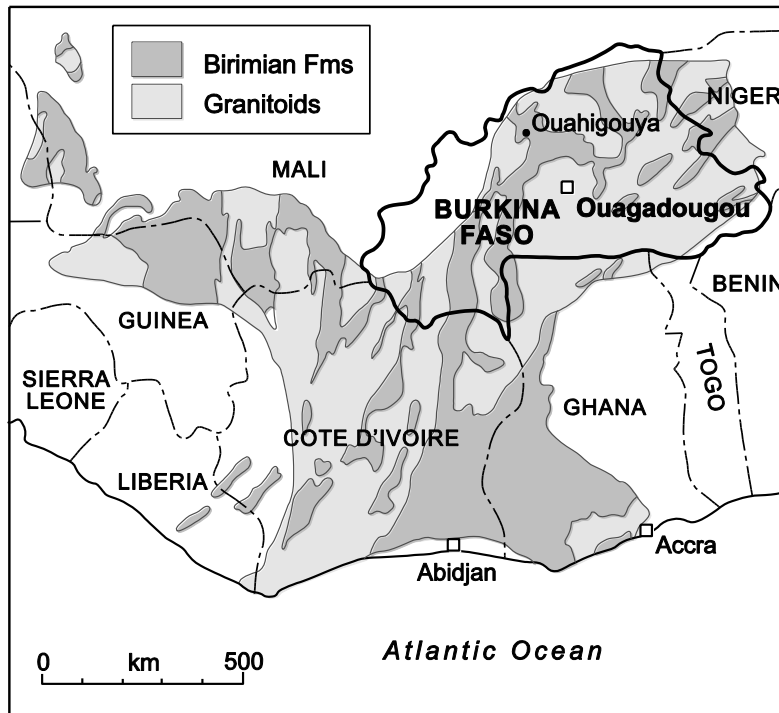 Birimian Fms
Granitoids
NIGER
Ouahigouya
MALI
BURKINA
FASO
Ouagadougou
BENIN
GUINEA
TOGO
SIERRA
LEONE
GHANA
COTE D'IVOIRE
LIBERIA
Accra
Abidjan
Atlantic Ocean
0 km 500